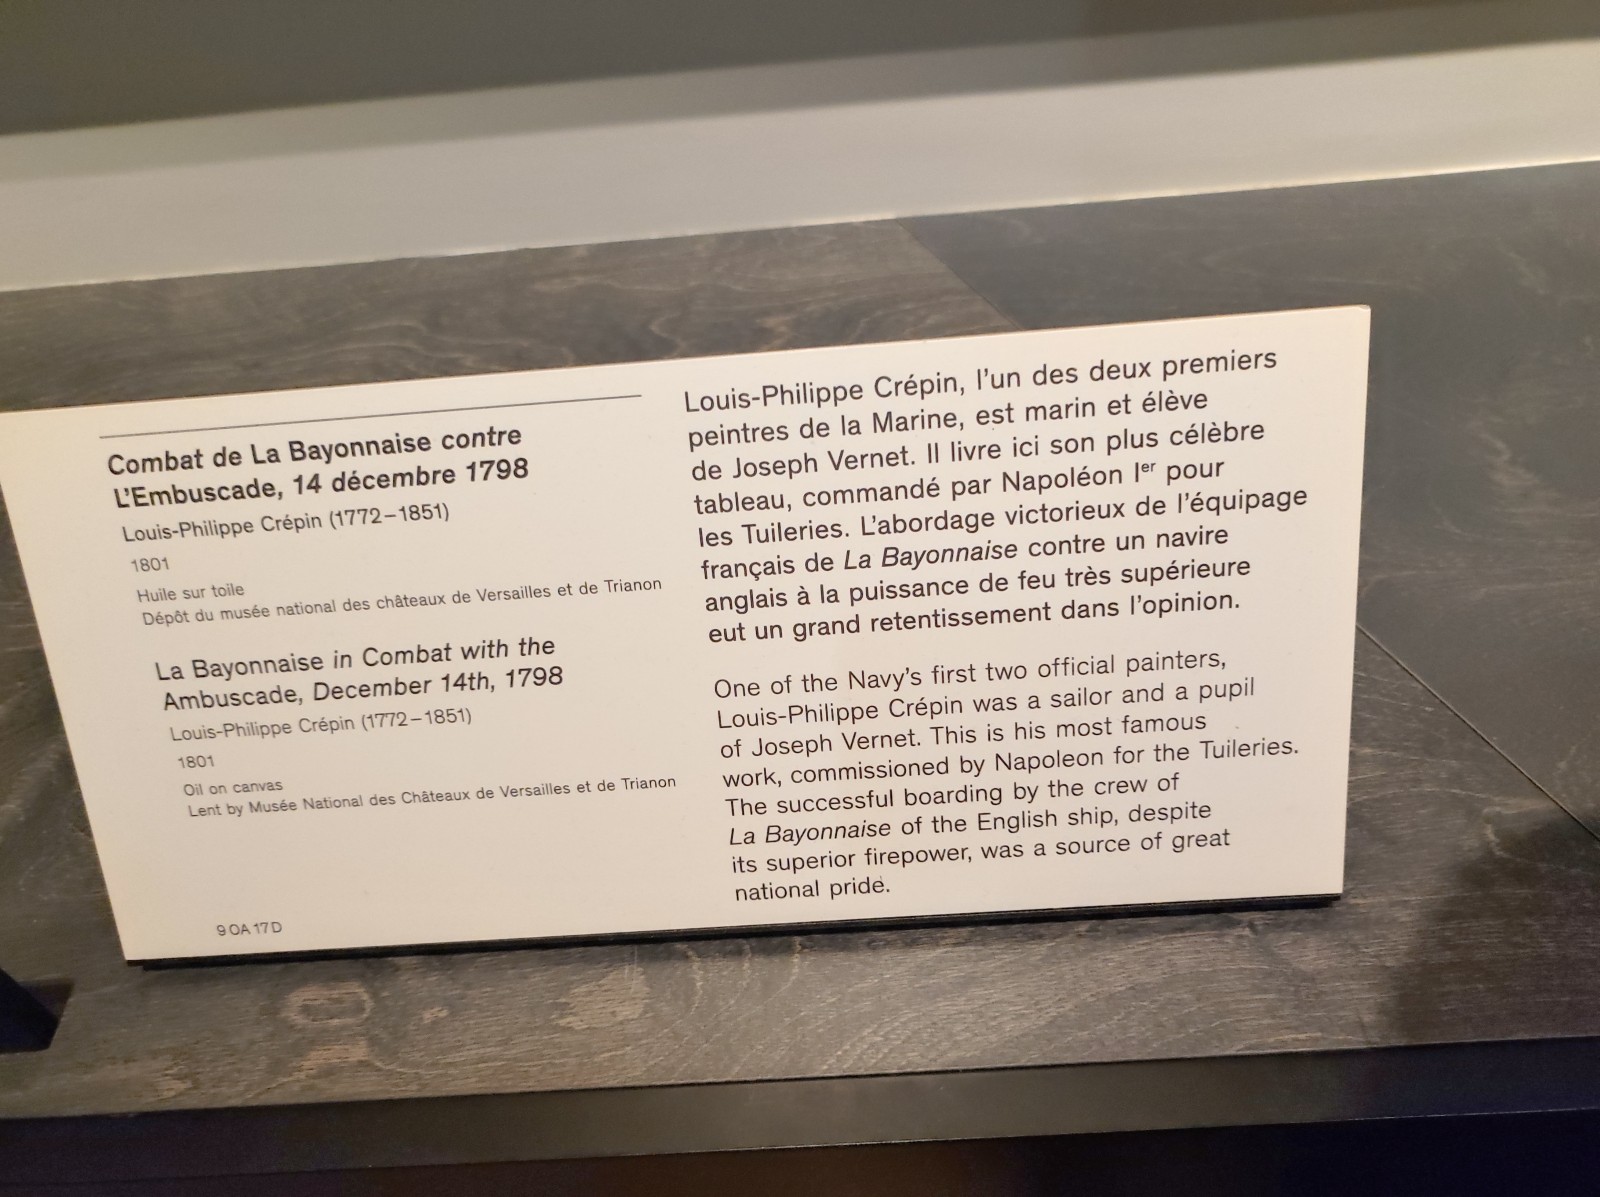 Combat de La Bayonnaise contre
L'Embuscade, 14 décembre 1798
Louis-Philippe Crépin (1772–1851)
1801
Huile sur toile
Dépôt du musée national des châteaux de Versailles et de Trianon
La Bayonnaise in Combat with the
Ambuscade, December 14th, 1798
Louis-Philippe Crépin (1772–1851)
1801
Oil on canvas
Lent by Musée National des Châteaux de Versailles et de Trianon
9 OA 17 D
Louis-Philippe Crépin, l'un des deux premiers
peintres de la Marine, est marin et élève
de Joseph Vernet. Il livre ici son plus célèbre
tableau, commandé par Napoléon Ier pour
les Tuileries. L'abordage victorieux de l'équipage
français de La Bayonnaise contre un navire
anglais à la puissance de feu très supérieure
eut un grand retentissement dans l'opinion.
One of the Navy's first two official painters,
Louis-Philippe Crépin was a sailor and a pupil
of Joseph Vernet. This is his most famous
work, commissioned by Napoleon for the Tuileries.
The successful boarding by the crew of
La Bayonnaise of the English ship, despite
its superior firepower, was a source of great
national pride.